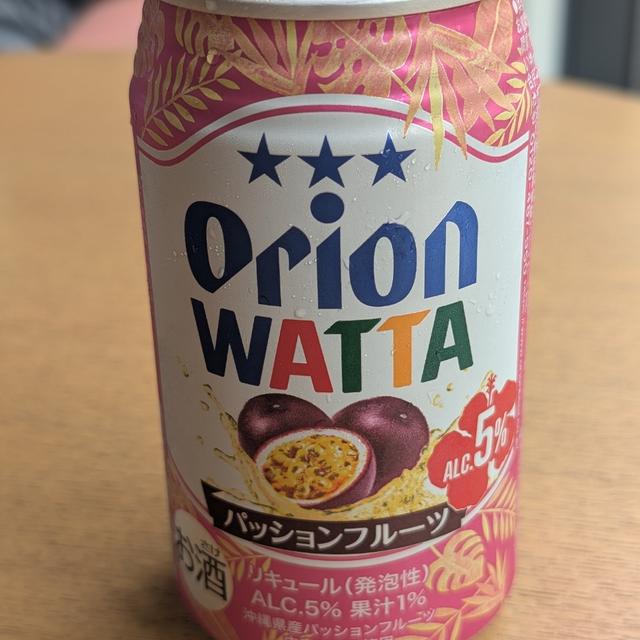 Orion
WATTA
ALC.5%
パッションフルーツ
さけ
お酒
リキュール(発泡性)
ALC.5% 果汁1%
沖縄県産パッションフルーツ